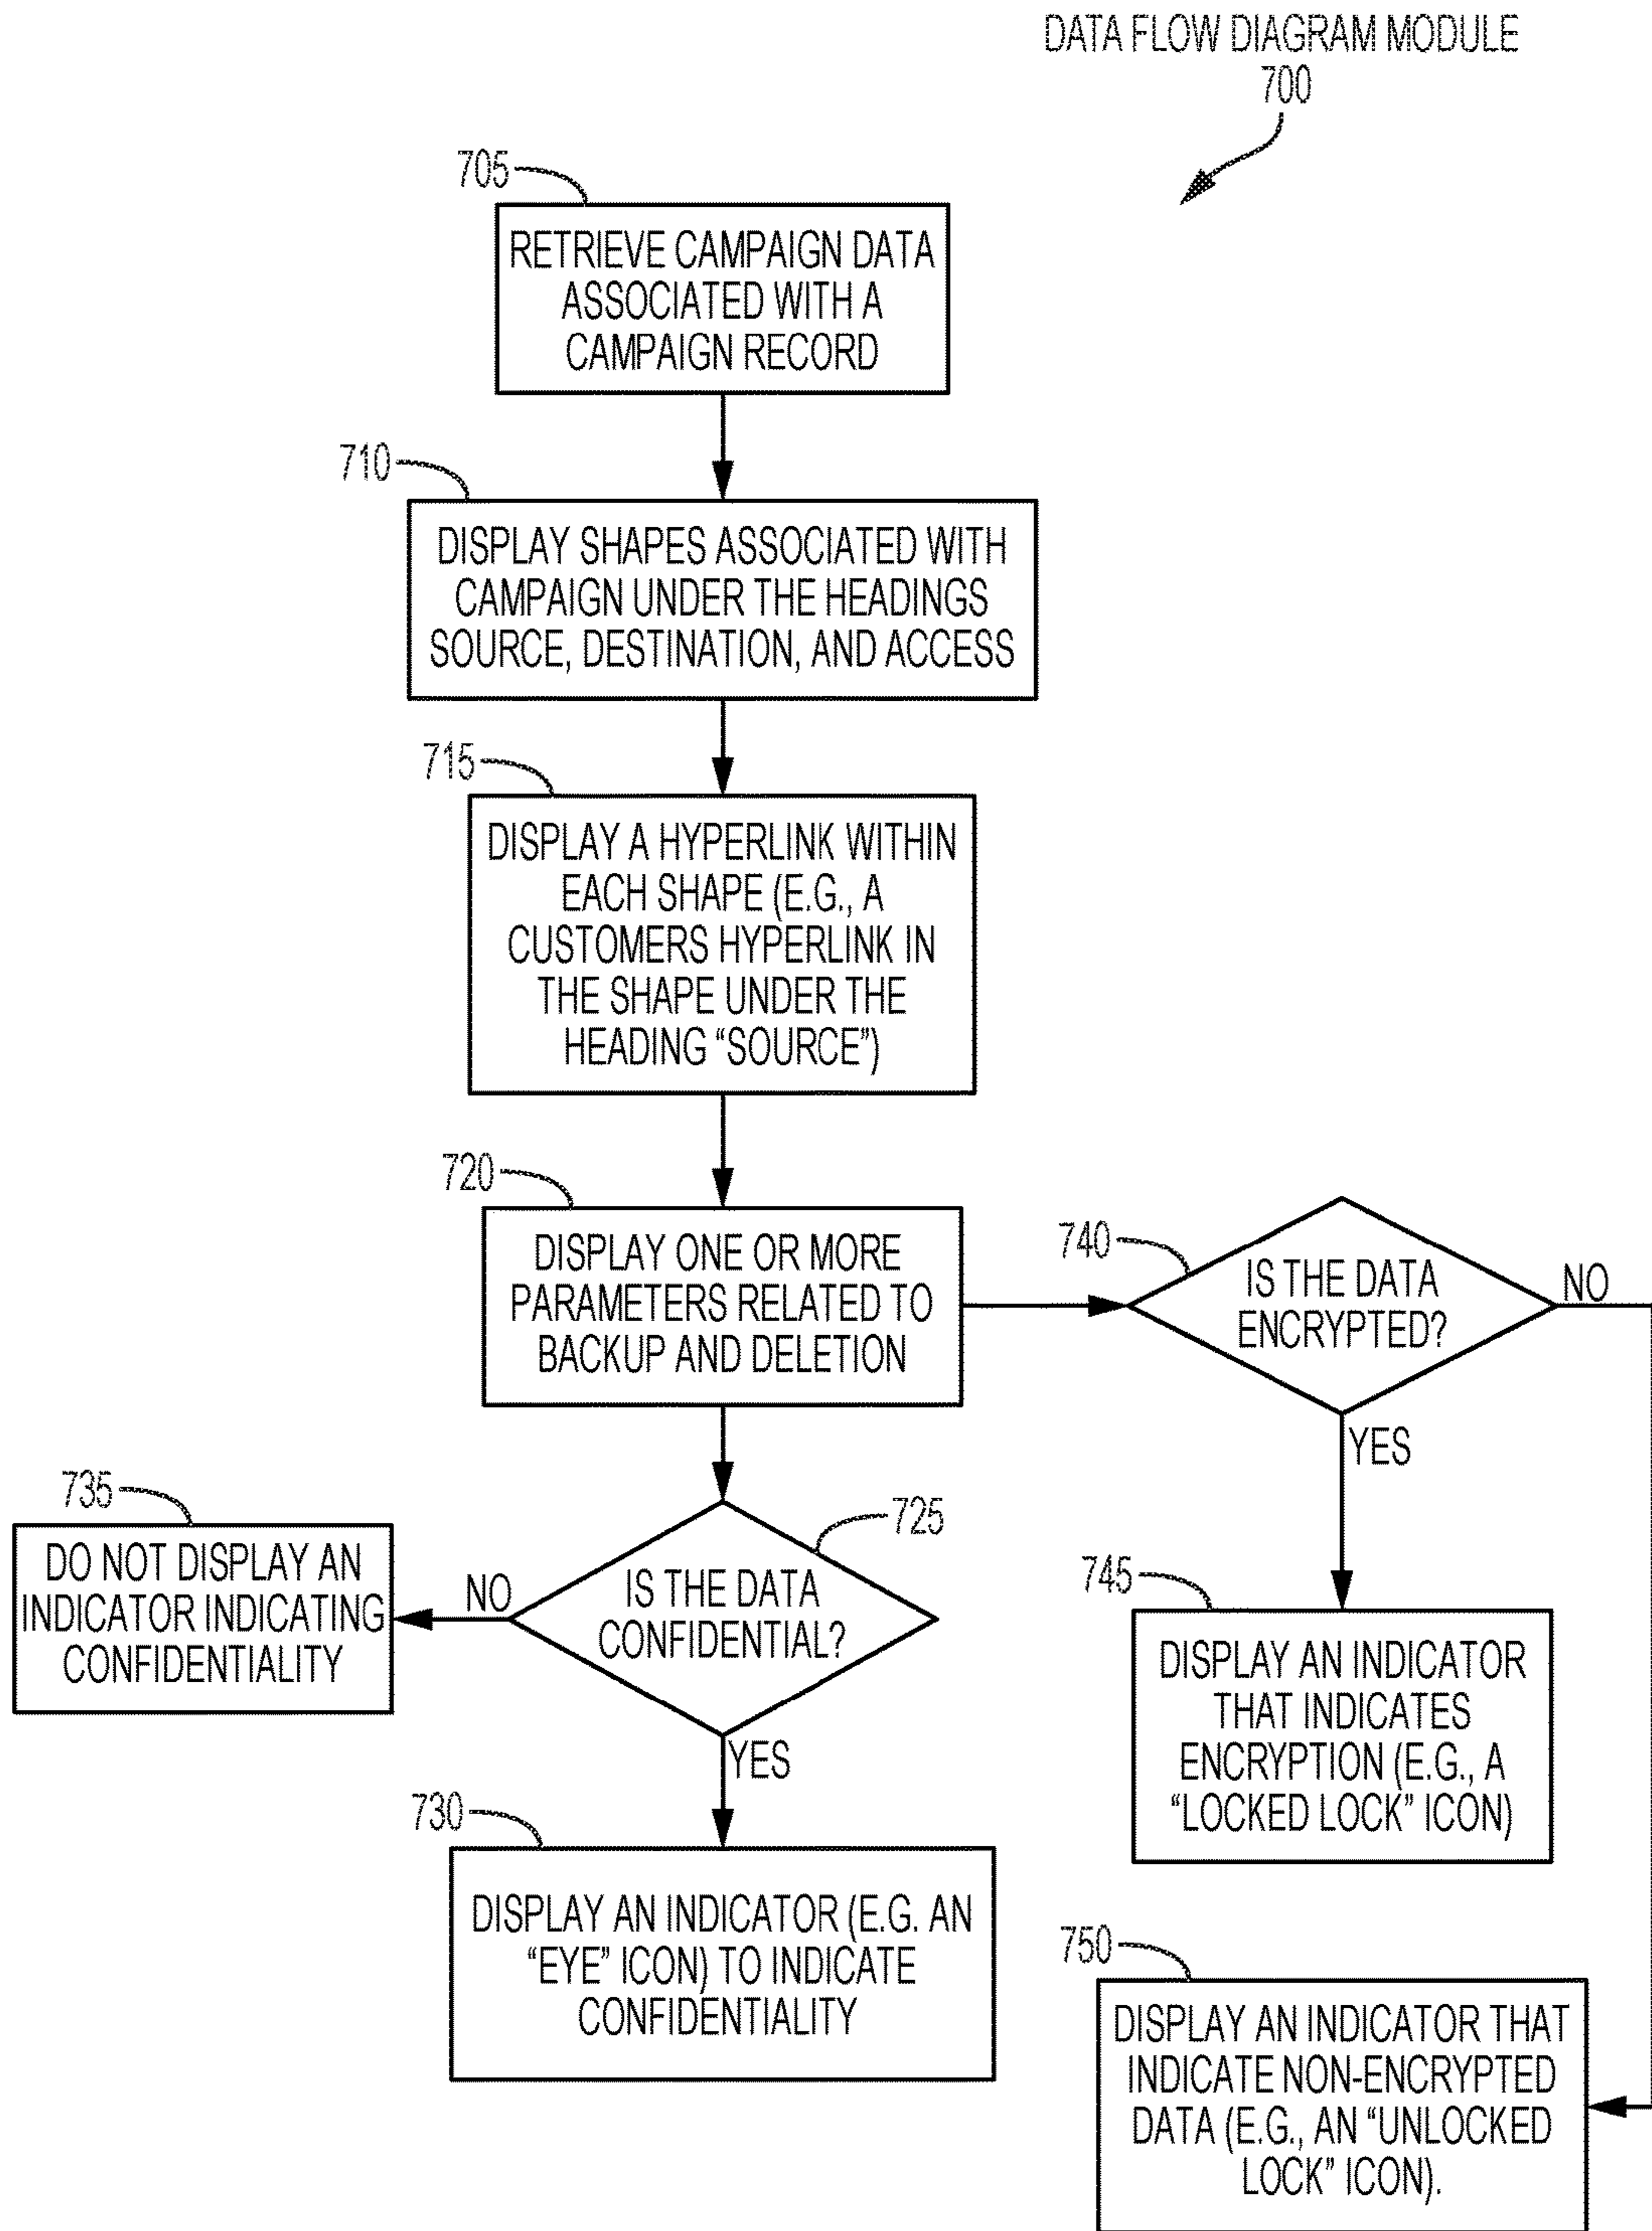 DATA FLOW DIAGRAM MODULE
700
705
RETRIEVE CAMPAIGN DATA
ASSOCIATED WITH A
CAMPAIGN RECORD
710
DISPLAY SHAPES ASSOCIATED WITH
CAMPAIGN UNDER THE HEADINGS
SOURCE, DESTINATION, AND ACCESS
715
DISPLAY A HYPERLINK WITHIN
EACH SHAPE (E.G., A
CUSTOMERS HYPERLINK IN
THE SHAPE UNDER THE
HEADING “SOURCE”)
720
DISPLAY ONE OR MORE
PARAMETERS RELATED TO
BACKUP AND DELETION
740
IS THE DATA
ENCRYPTED?
NO
YES
725
IS THE DATA
CONFIDENTIAL?
NO
YES
735
DO NOT DISPLAY AN
INDICATOR INDICATING
CONFIDENTIALITY
745
DISPLAY AN INDICATOR
THAT INDICATES
ENCRYPTION (E.G., A
“LOCKED LOCK” ICON)
730
DISPLAY AN INDICATOR (E.G. AN
“EYE” ICON) TO INDICATE
CONFIDENTIALITY
750
DISPLAY AN INDICATOR THAT
INDICATE NON-ENCRYPTED
DATA (E.G., AN “UNLOCKED
LOCK” ICON).